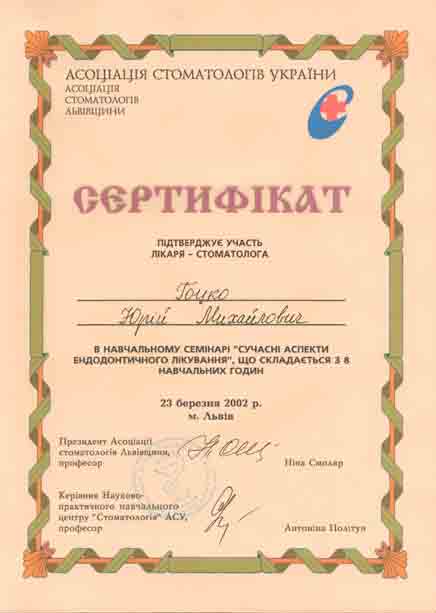 АСОЦІАЦІЯ СТОМАТОЛОГІВ УКРАЇНИ
АСОЦІАЦІЯ
СТОМАТОЛОГІВ
ЛЬВІВЩИНИ
СЕРТИФІКАТ
ПІДТВЕРДЖУЄ УЧАСТЬ
ЛІКАРЯ – СТОМАТОЛОГА
Гоцко
Юрій Михайлович
В НАВЧАЛЬНОМУ СЕМІНАРІ "СУЧАСНІ АСПЕКТИ
ЕНДОДОНТИЧНОГО ЛІКУВАННЯ", ЩО СКЛАДАЄТЬСЯ З 8
НАВЧАЛЬНИХ ГОДИН
23 березня 2002 р.
м. Львів
Президент Асоціації
стоматологів Львівщини,
професор
Ніна Смоляр
Керівник Науково-
практичного навчального
центру "Стоматологія" АСУ,
професор
Антоніна Політун